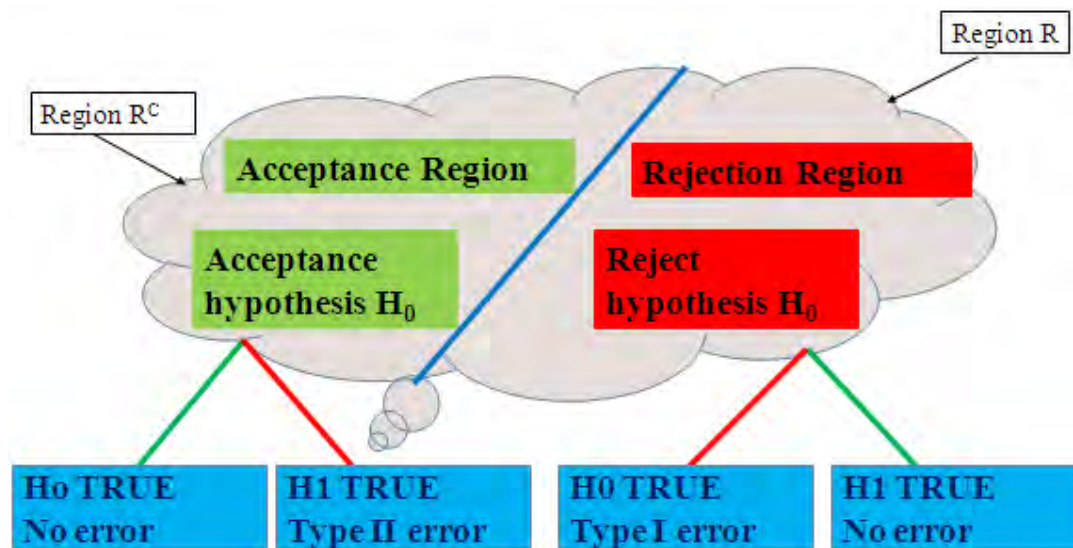 Region R
Region Rᶜ
Acceptance Region
Rejection Region
Acceptance
hypothesis H₀
Reject
hypothesis H₀
Ho TRUE
No error
H1 TRUE
Type II error
H0 TRUE
Type I error
H1 TRUE
No error